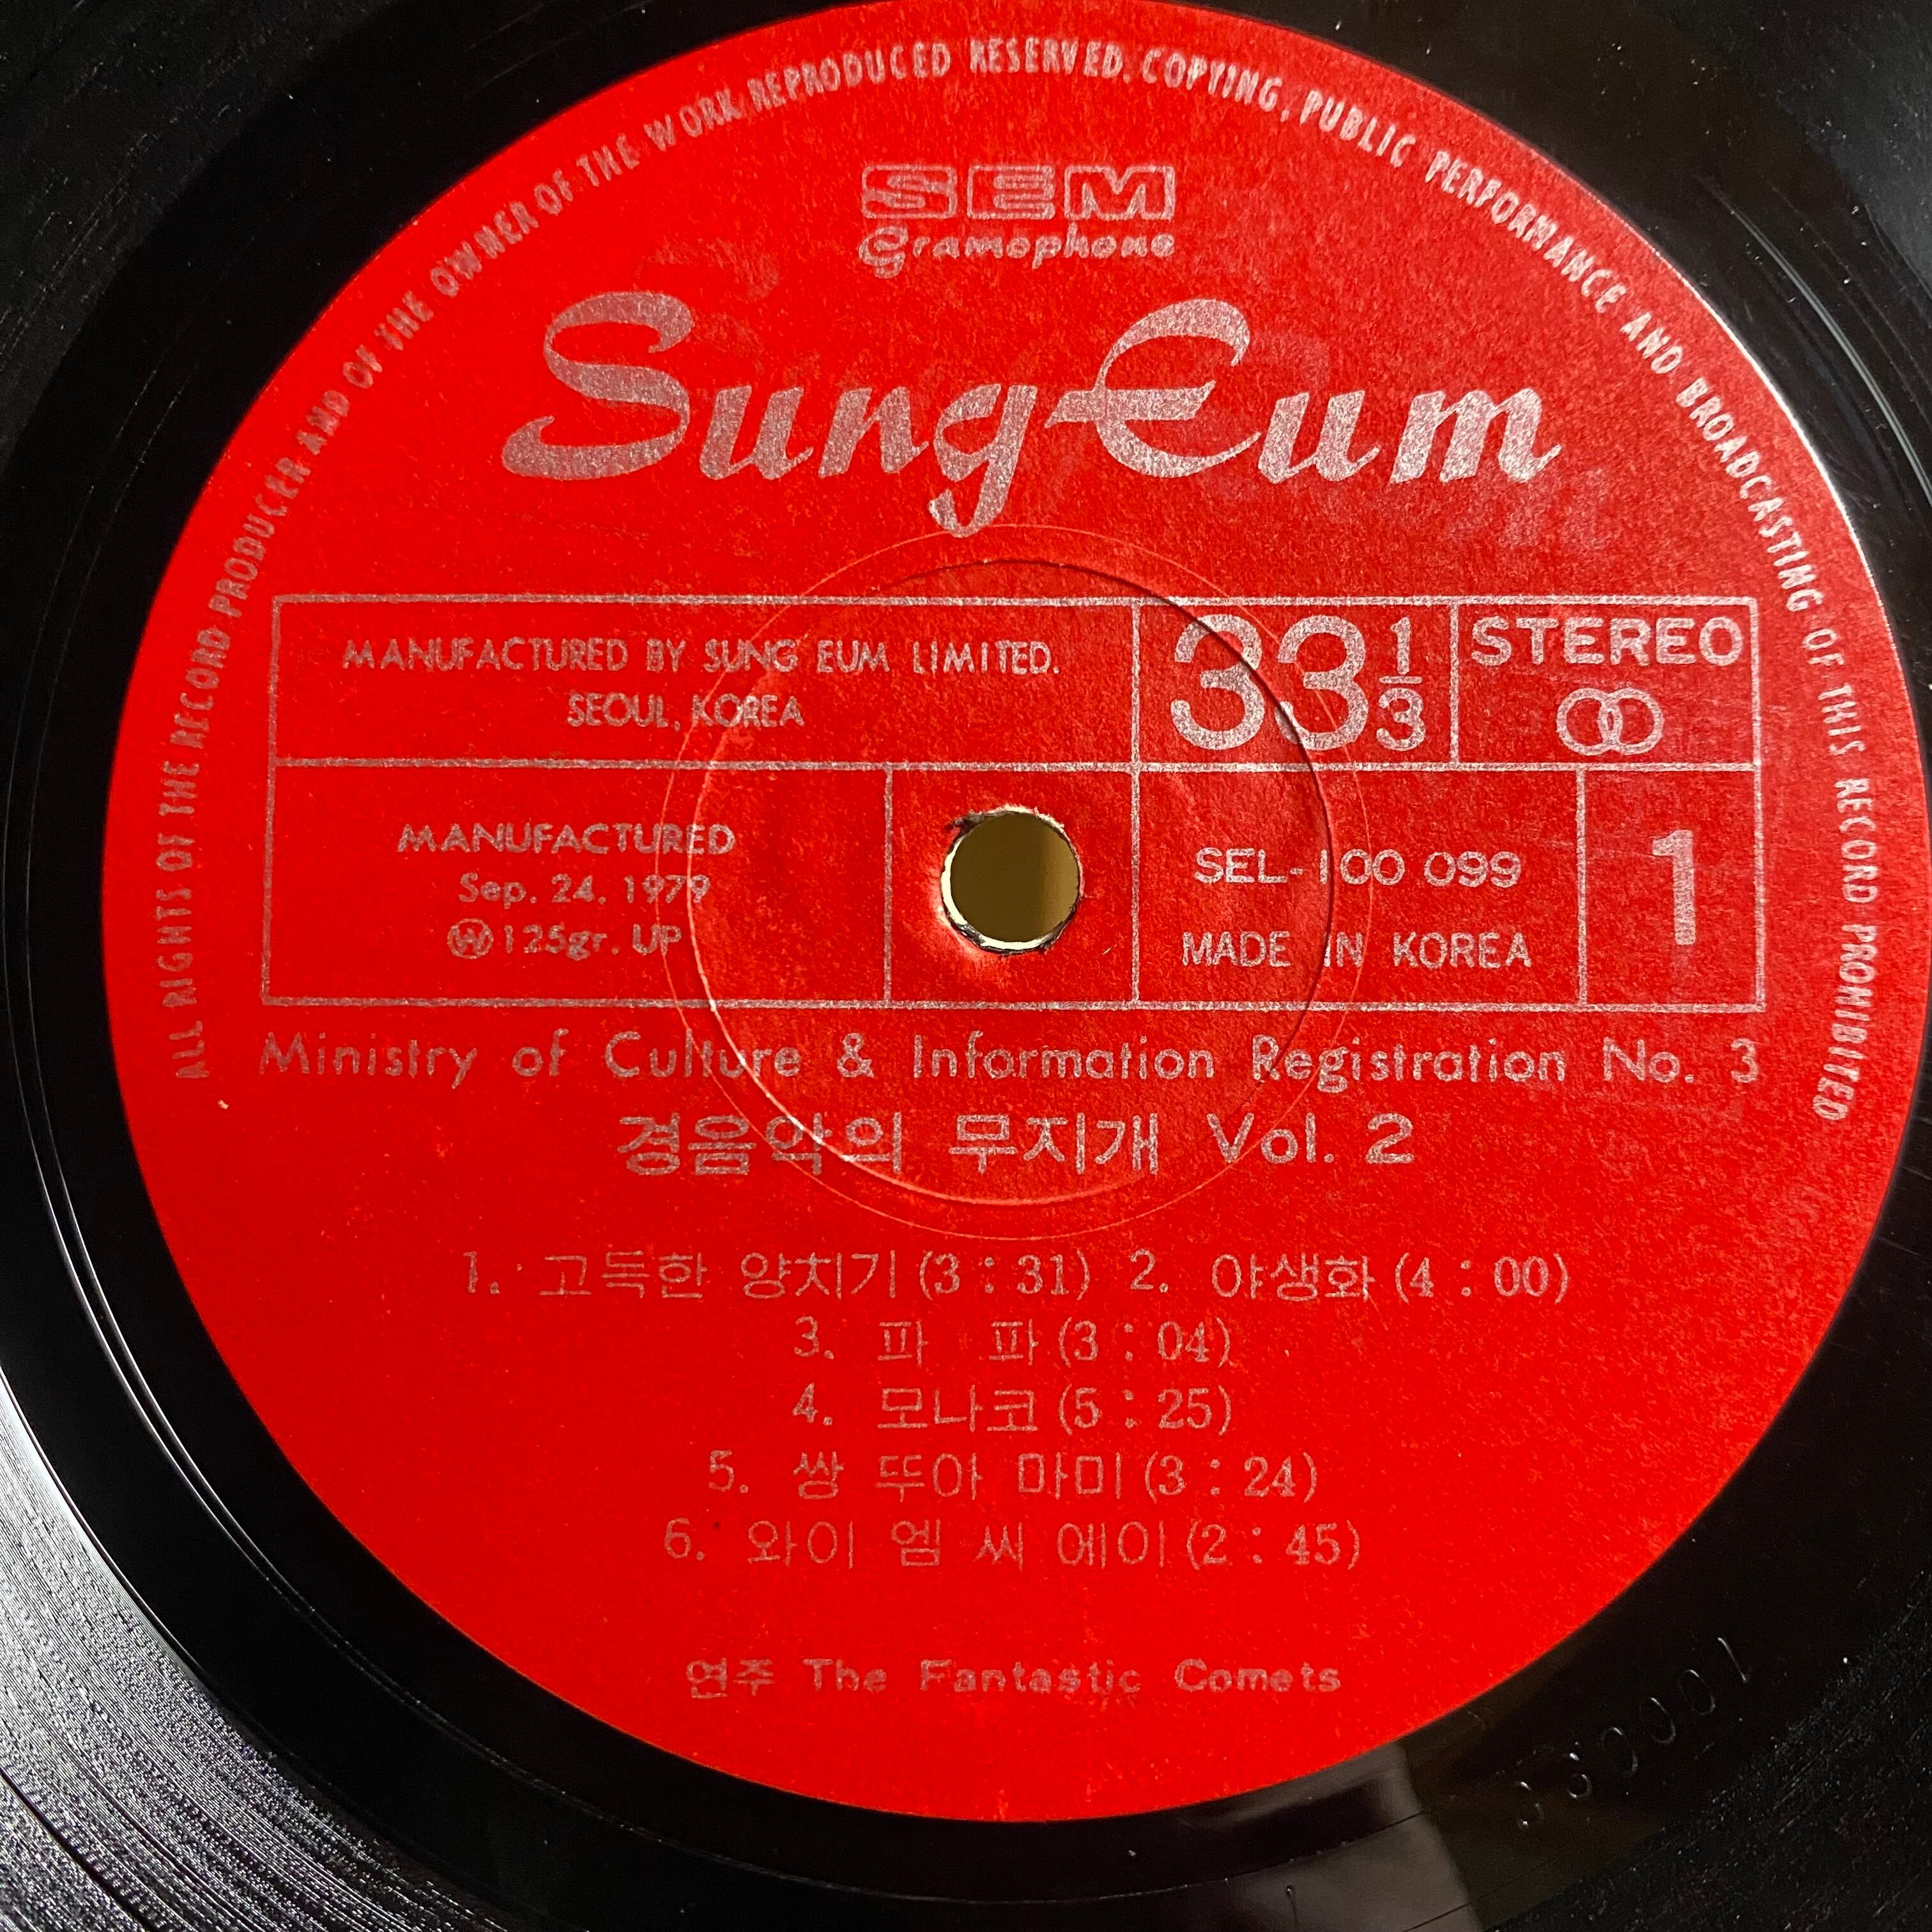 ALL RIGHTS OF THE RECORD PRODUCER AND OF THE OWNER OF THE WORK REPRODUCED RESERVED. COPYING, PUBLIC PERFORMANCE AND BROADCASTING OF THIS RECORD PROHIBITED
SEM
Gramophone
Sung Eum
MANUFACTURED BY SUNG EUM LIMITED.
SEOUL, KOREA
33 1/3
STEREO
MANUFACTURED
Sep. 24. 1979
Ⓦ125gr. UP
SEL-100 099
MADE IN KOREA
1
Ministry of Culture & Information Registration No. 3
경음악의 무지개 Vol. 2
1. 고독한 양치기 (3 : 31) 2. 야생화 (4 : 00)
3. 파 파 (3 : 04)
4. 모나코 (5 : 25)
5. 쌍 뚜아 마미 (3 : 24)
6. 와이 엠 씨 에이 (2 : 45)
연주 The Fantastic Comets